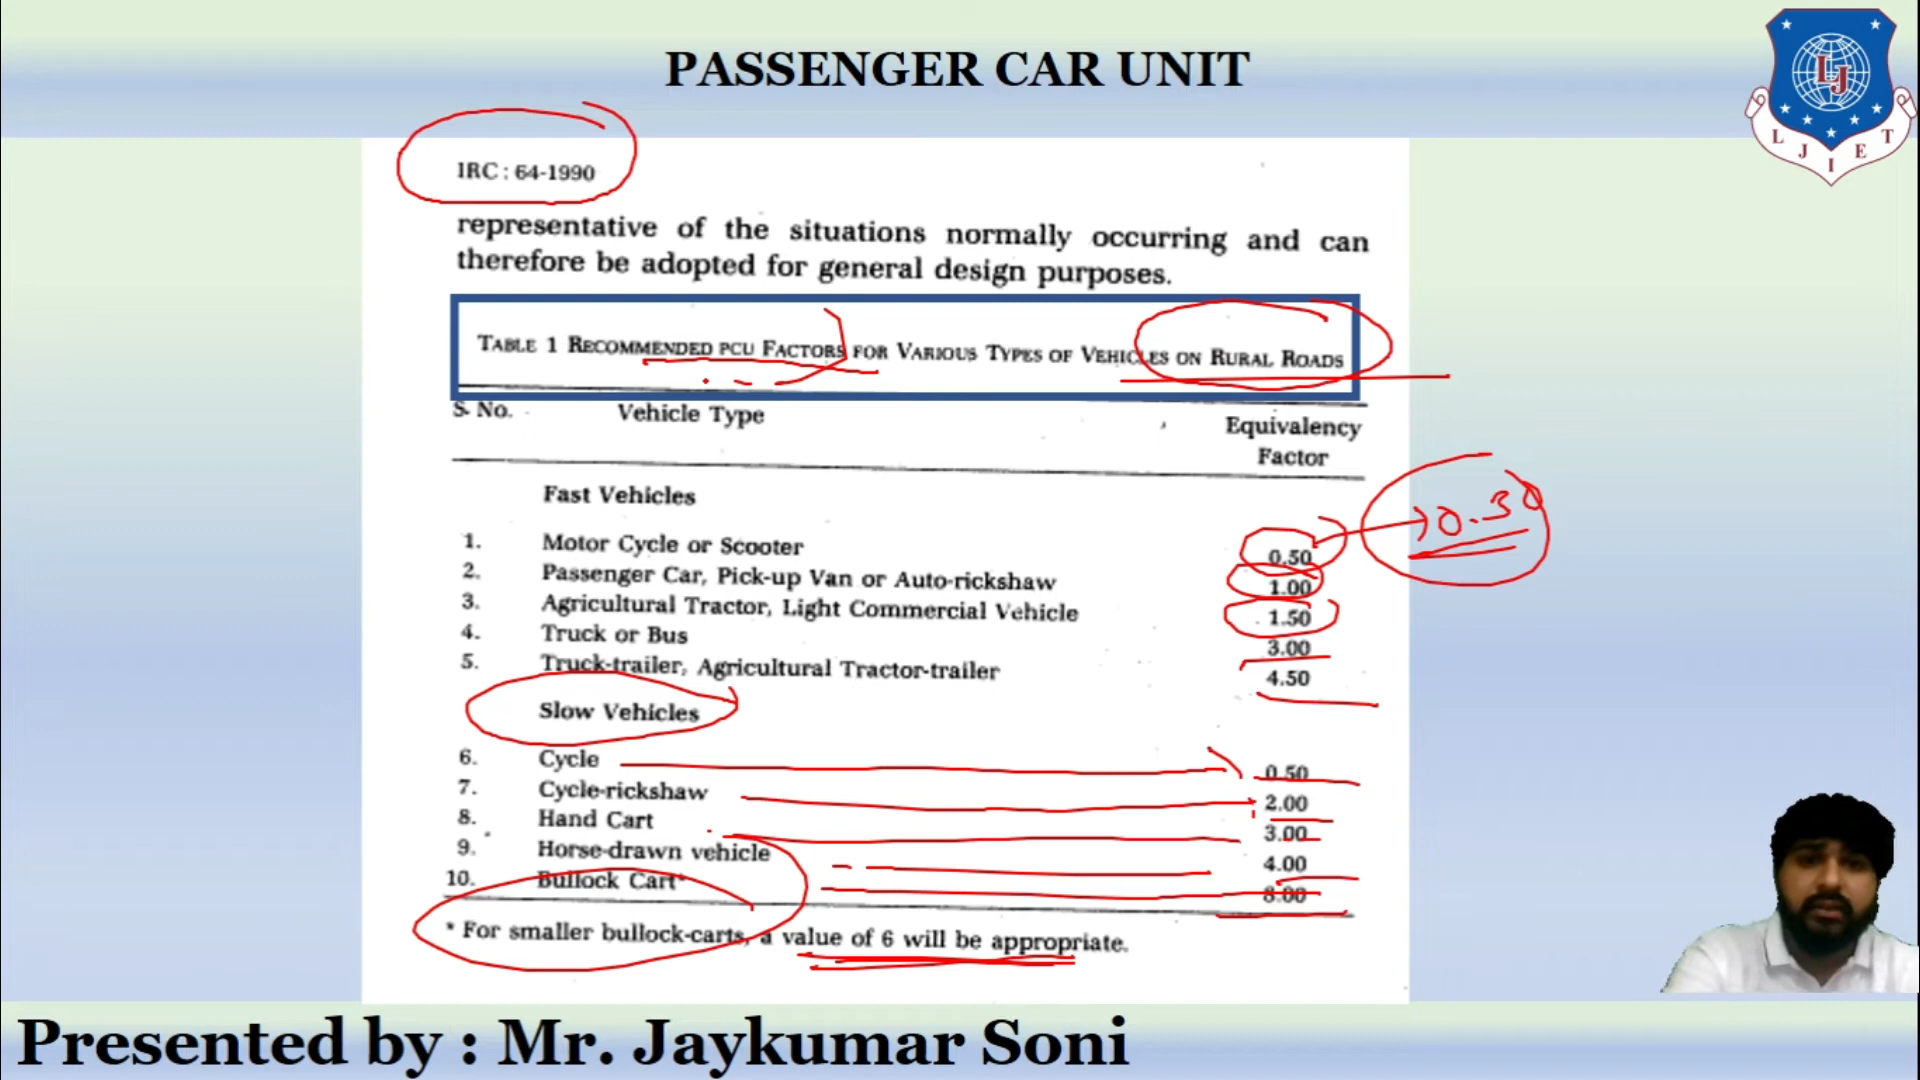 PASSENGER CAR UNIT
L J I E T
LJ
IRC : 64-1990
representative of the situations normally occurring and can
therefore be adopted for general design purposes.
TABLE 1 RECOMMENDED PCU FACTORS FOR VARIOUS TYPES OF VEHICLES ON RURAL ROADS
S. No. Vehicle Type Equivalency
Factor
Fast Vehicles
1. Motor Cycle or Scooter 0.50 0.30
2. Passenger Car, Pick-up Van or Auto-rickshaw 1.00
3. Agricultural Tractor, Light Commercial Vehicle 1.50
4. Truck or Bus 3.00
5. Truck-trailer, Agricultural Tractor-trailer 4.50
Slow Vehicles
6. Cycle 0.50
7. Cycle-rickshaw 2.00
8. Hand Cart 3.00
9. Horse-drawn vehicle 4.00
10. Bullock Cart* 8.00
* For smaller bullock-carts, a value of 6 will be appropriate.
Presented by : Mr. Jaykumar Soni